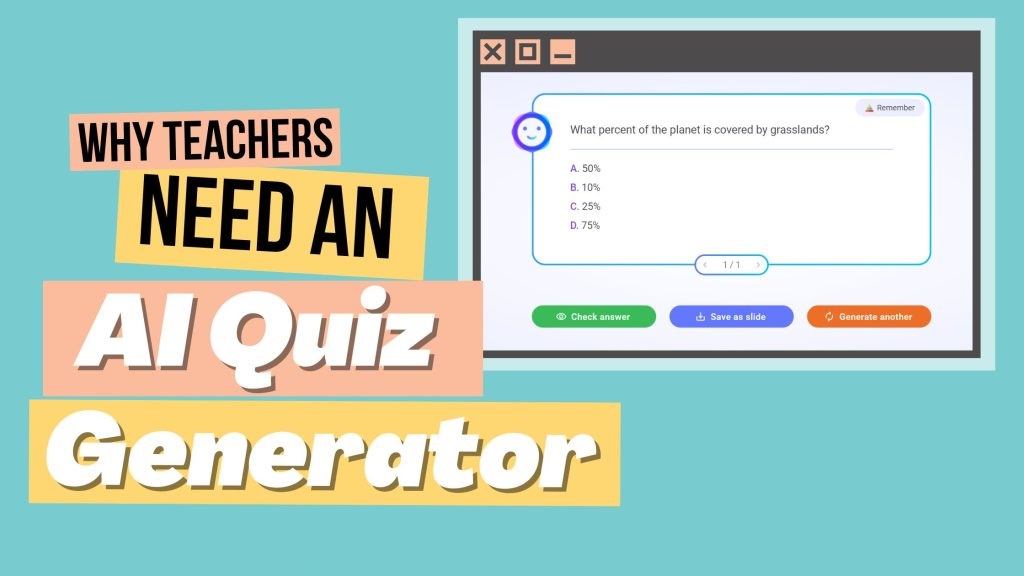 WHY TEACHERS
NEED AN
AI Quiz
Generator
Remember
What percent of the planet is covered by grasslands?
A. 50%
B. 10%
C. 25%
D. 75%
1 / 1
Check answer
Save as slide
Generate another